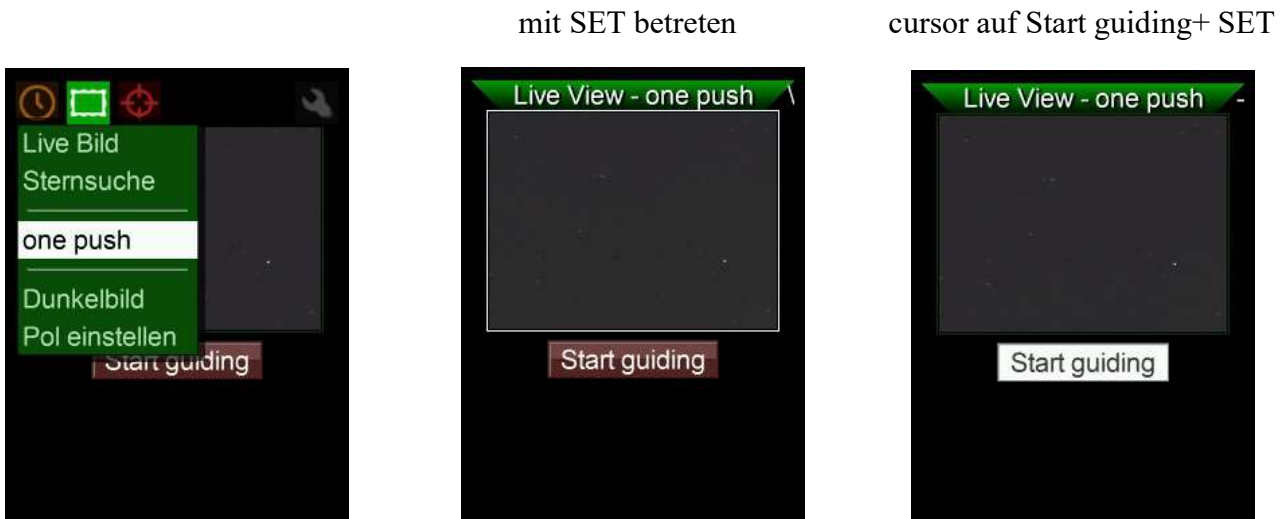 mit SET betreten
cursor auf Start guiding+ SET
Live Bild
Sternsuche
one push
Dunkelbild
Pol einstellen
Start guiding
Live View - one push \
Start guiding
Live View - one push -
Start guiding